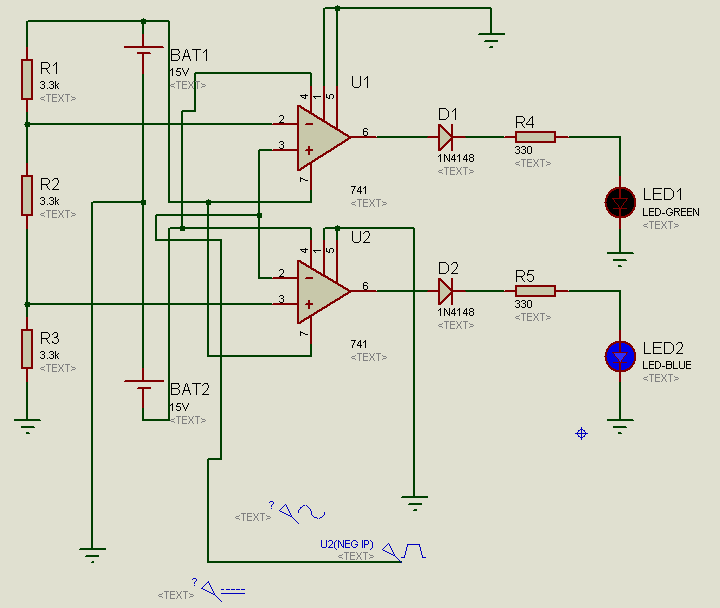 R1
3.3k
<TEXT>
R2
3.3k
<TEXT>
R3
3.3k
<TEXT>
BAT1
15V
<TEXT>
BAT2
15V
<TEXT>
U1
4
1
5
2
3
6
7
741
<TEXT>
U2
4
1
5
2
3
6
7
741
<TEXT>
D1
1N4148
<TEXT>
R4
330
<TEXT>
LED1
LED-GREEN
<TEXT>
D2
1N4148
<TEXT>
R5
330
<TEXT>
LED2
LED-BLUE
<TEXT>
?
<TEXT>
U2(NEG IP)
<TEXT>
?
<TEXT>